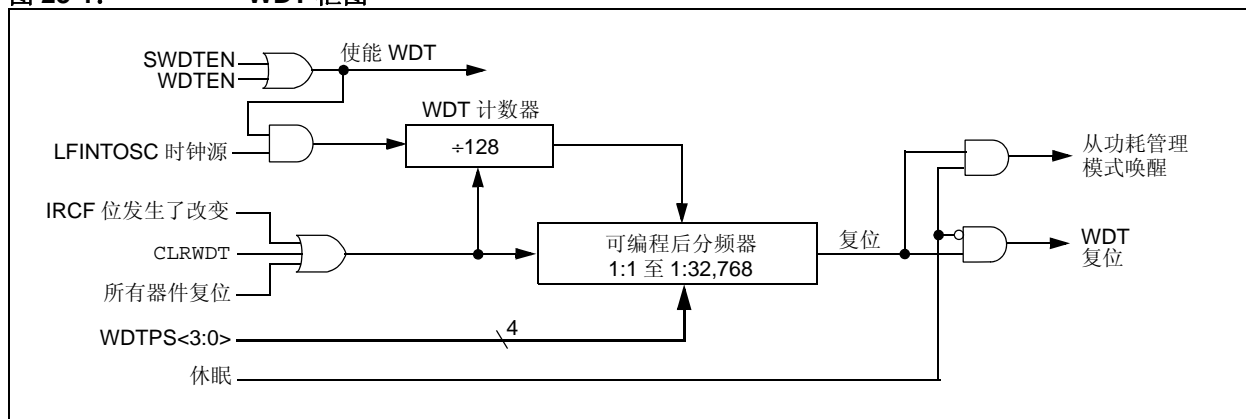 SWDTEN
WDTEN
使能 WDT
WDT 计数器
LFINTOSC 时钟源
÷128
从功耗管理
模式唤醒
IRCF 位发生了改变
CLRWDT
所有器件复位
可编程后分频器
1:1 至 1:32,768
复位
WDT
复位
WDTPS<3:0>
4
休眠